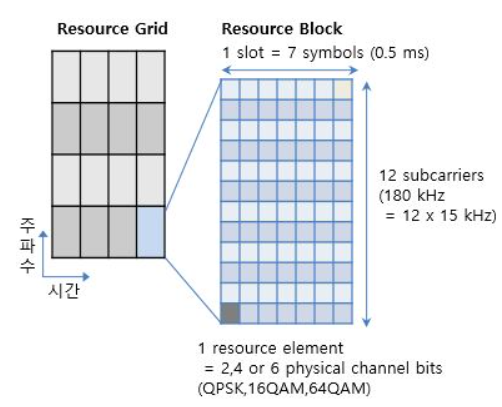 Resource Grid
Resource Block
1 slot = 7 symbols (0.5 ms)
12 subcarriers
(180 kHz
= 12 x 15 kHz)
주
파
수
시간
1 resource element
= 2,4 or 6 physical channel bits
(QPSK,16QAM,64QAM)